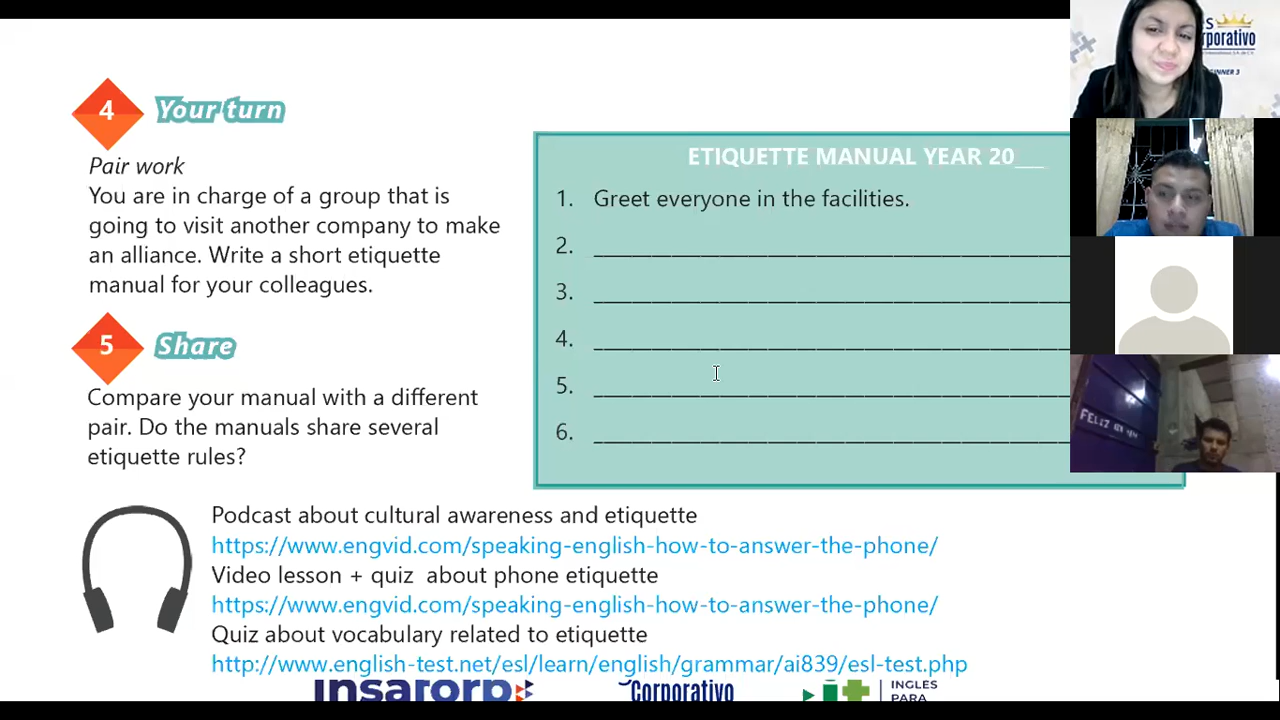 4 Your turn
Pair work
You are in charge of a group that is
going to visit another company to make
an alliance. Write a short etiquette
manual for your colleagues.
5 Share
Compare your manual with a different
pair. Do the manuals share several
etiquette rules?
ETIQUETTE MANUAL YEAR 20___
1. Greet everyone in the facilities.
2.
3.
4.
5.
6.
Podcast about cultural awareness and etiquette
https://www.engvid.com/speaking-english-how-to-answer-the-phone/
Video lesson + quiz about phone etiquette
https://www.engvid.com/speaking-english-how-to-answer-the-phone/
Quiz about vocabulary related to etiquette
http://www.english-test.net/esl/learn/english/grammar/ai839/esl-test.php
Corporativo
INGLES
PARA
FELIZ